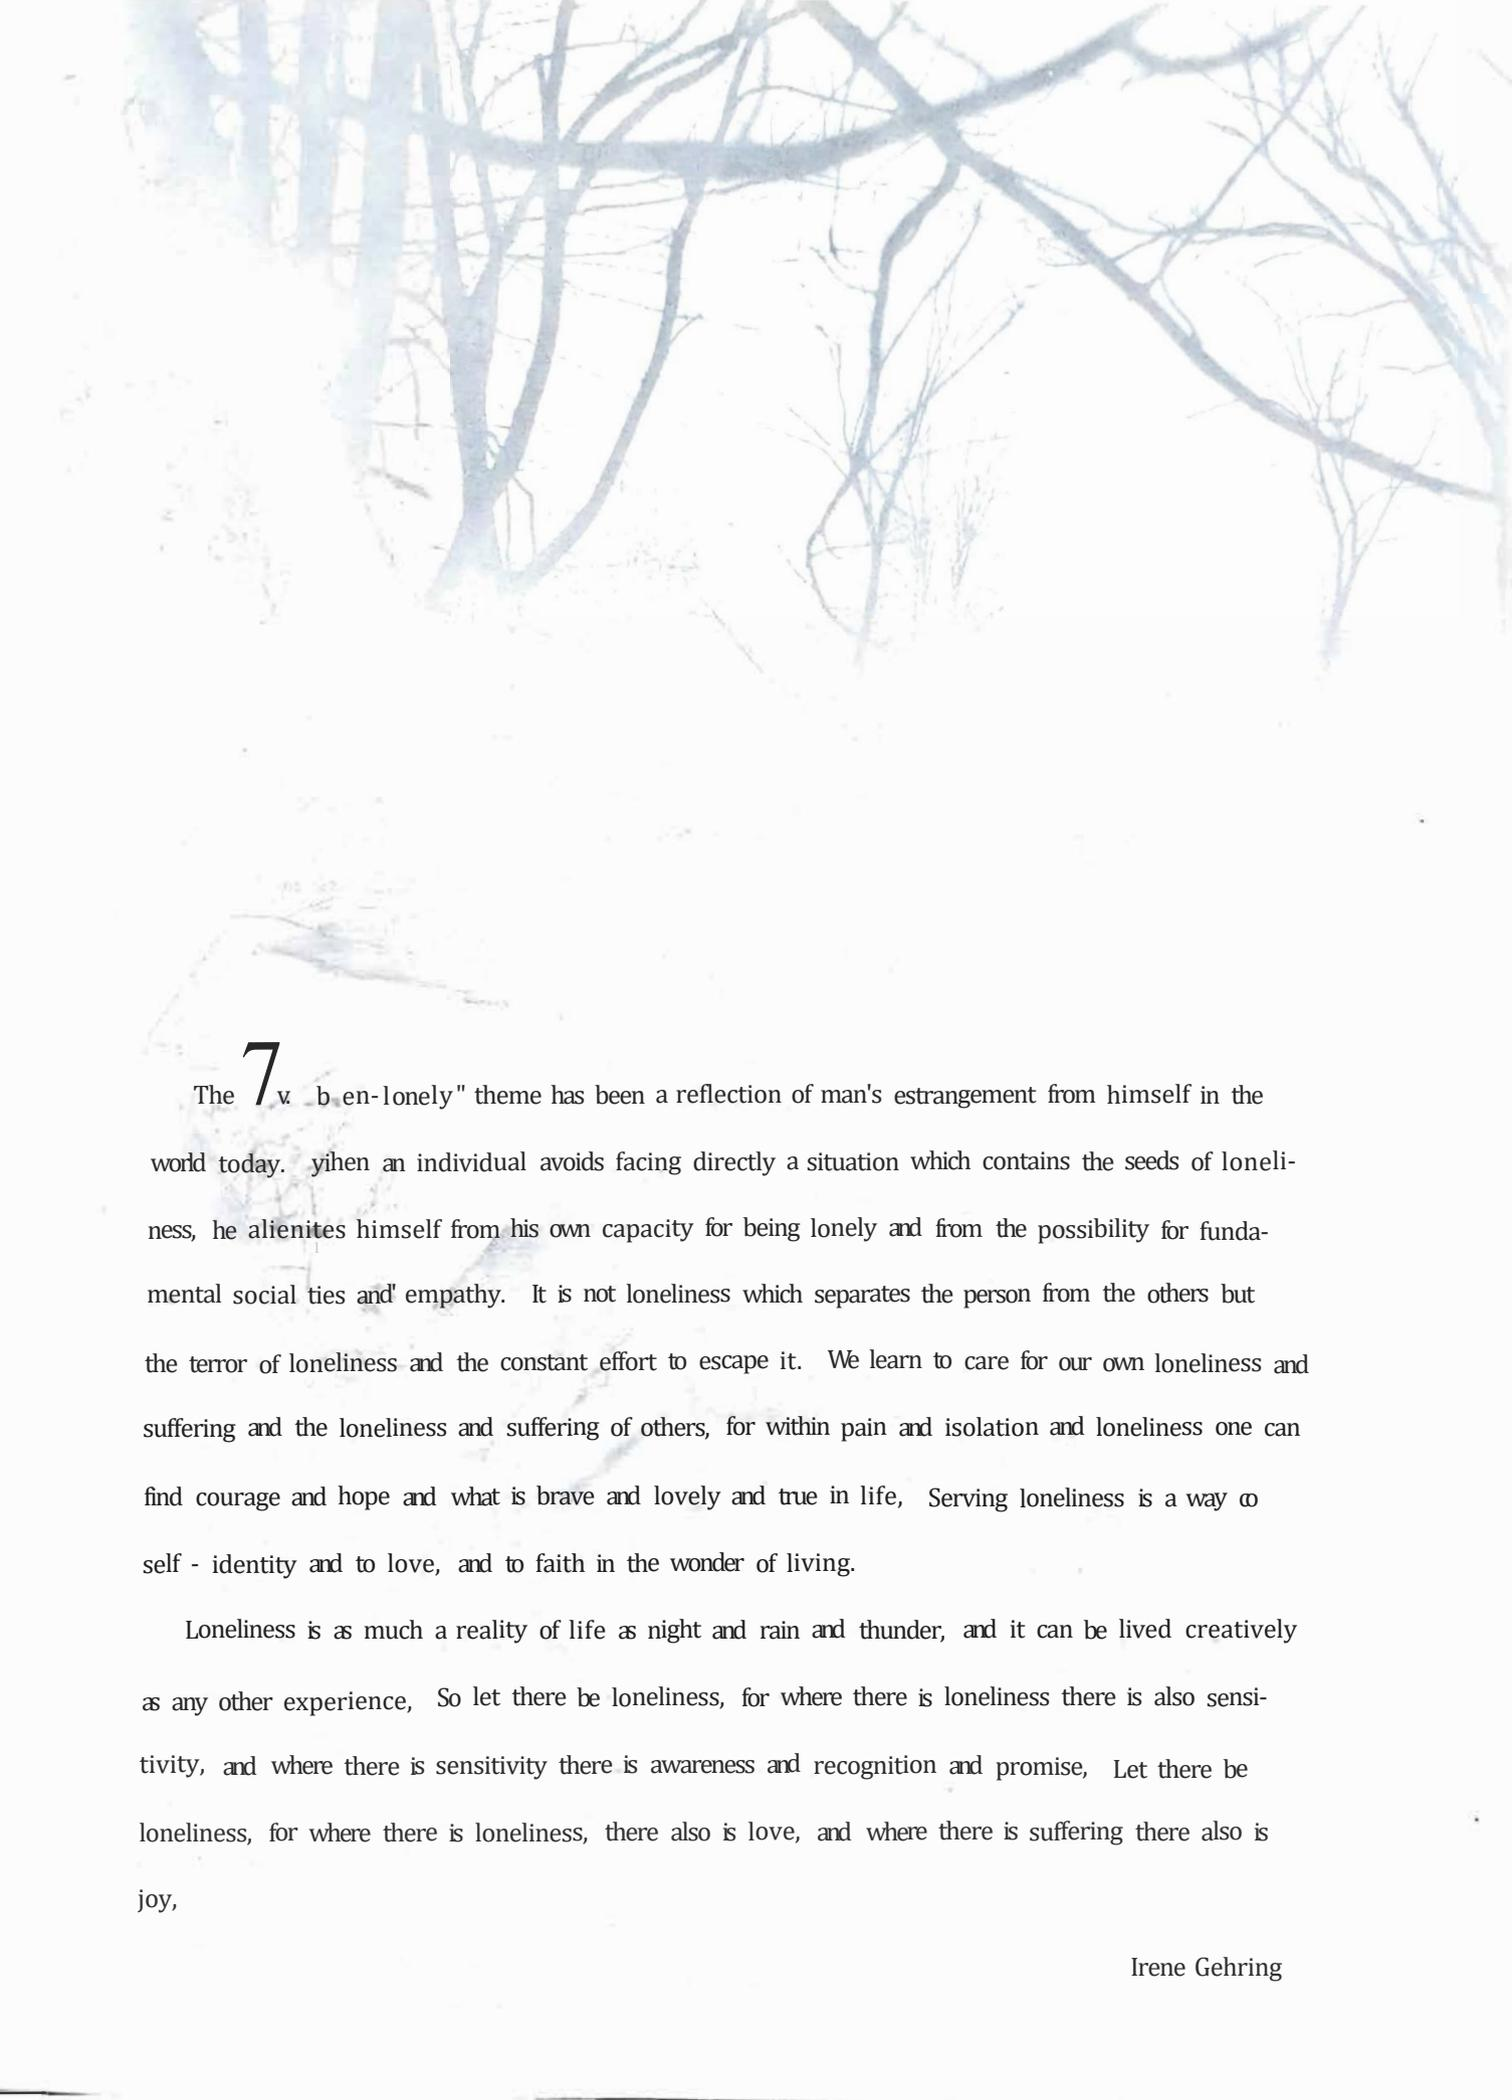 The 7v. b en-lonely" theme has been a reflection of man's estrangement from himself in the
world today. yihen an individual avoids facing directly a situation which contains the seeds of loneli-
ness, he alienites himself from his own capacity for being lonely and from the possibility for funda-
mental social ties and' empathy. It is not loneliness which separates the person from the others but
the terror of loneliness and the constant effort to escape it. We learn to care for our own loneliness and
suffering and the loneliness and suffering of others, for within pain and isolation and loneliness one can
find courage and hope and what is brave and lovely and true in life, Serving loneliness is a way co
self - identity and to love, and to faith in the wonder of living.
Loneliness is as much a reality of life as night and rain and thunder, and it can be lived creatively
as any other experience, So let there be loneliness, for where there is loneliness there is also sensi-
tivity, and where there is sensitivity there is awareness and recognition and promise, Let there be
loneliness, for where there is loneliness, there also is love, and where there is suffering there also is
joy,
Irene Gehring